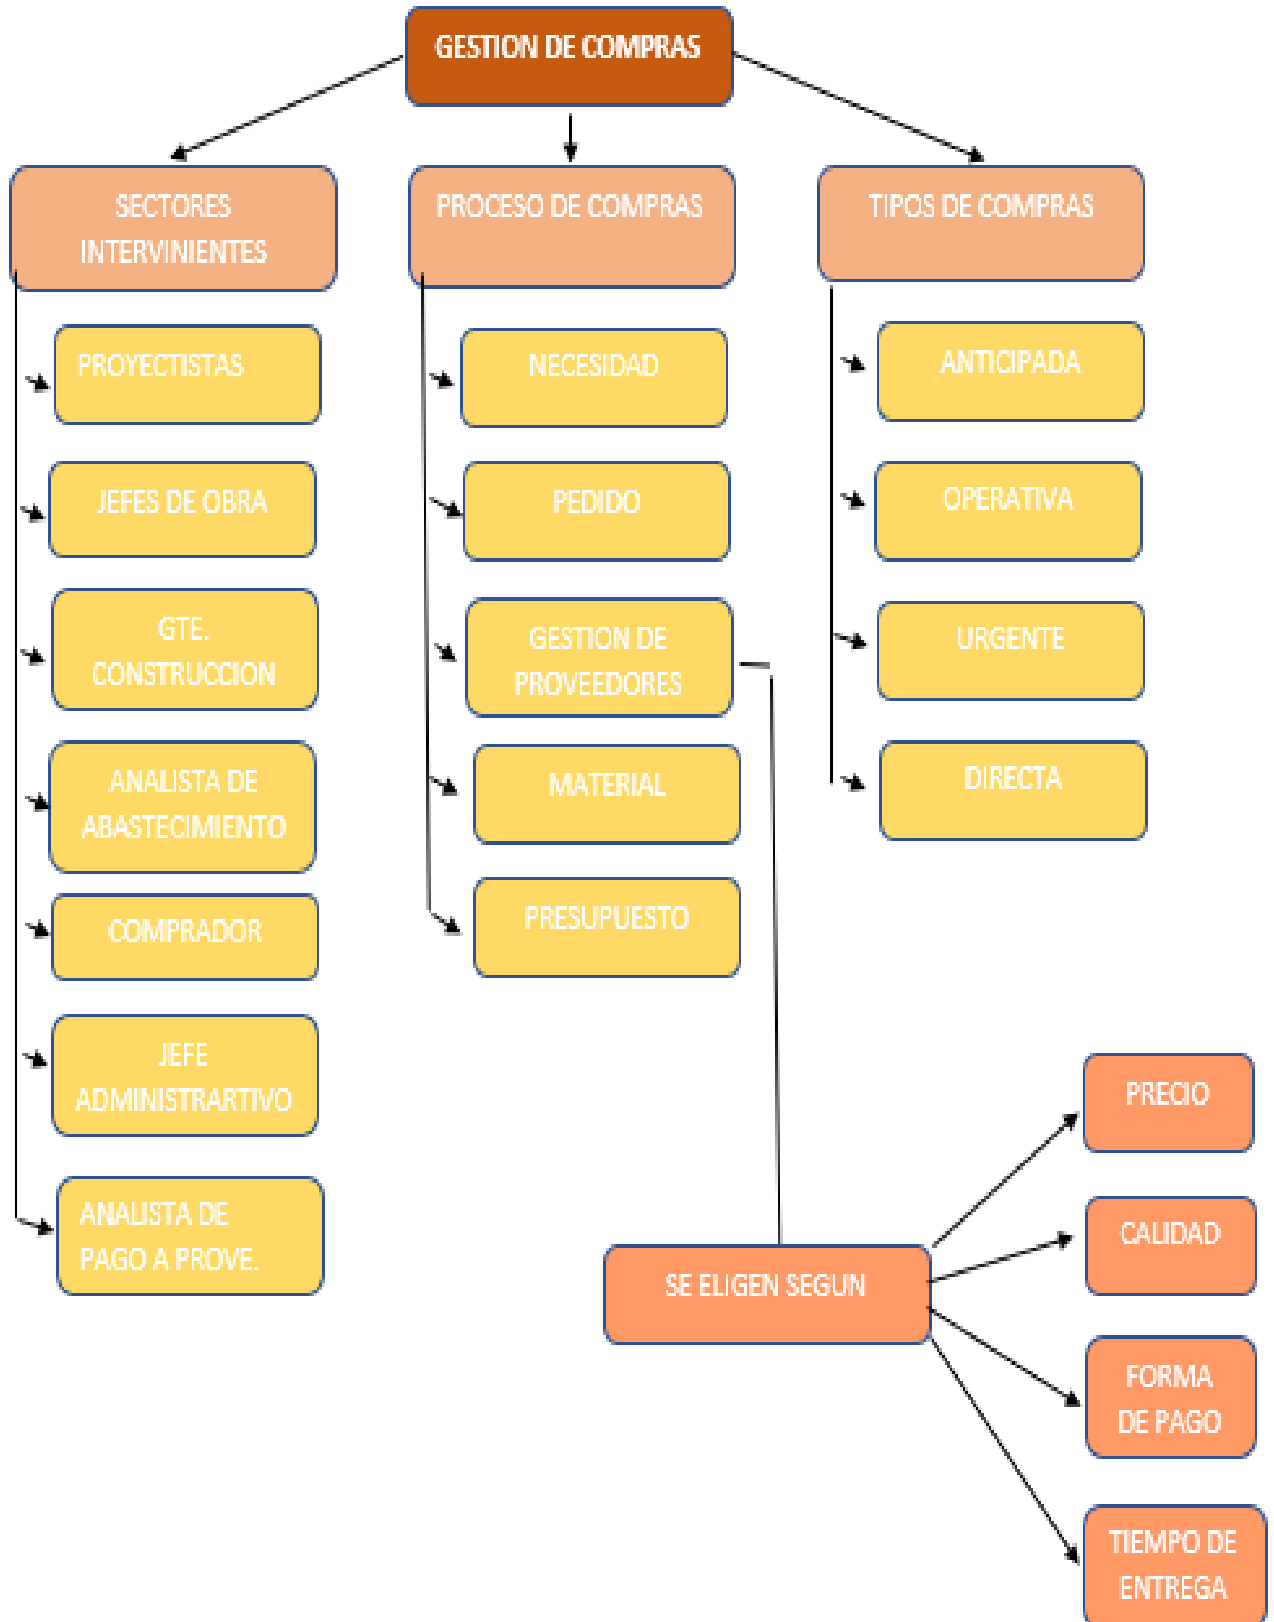 GESTION DE COMPRAS
SECTORES
INTERVINIENTES
PROYECTISTAS
JEFES DE OBRA
GTE.
CONSTRUCCION
ANALISTA DE
ABASTECIMIENTO
COMPRADOR
JEFE
ADMINISTRARTIVO
ANALISTA DE
PAGO A PROVE.
PROCESO DE COMPRAS
NECESIDAD
PEDIDO
GESTION DE
PROVEEDORES
MATERIAL
PRESUPUESTO
TIPOS DE COMPRAS
ANTICIPADA
OPERATIVA
URGENTE
DIRECTA
SE ELIGEN SEGUN
PRECIO
CALIDAD
FORMA
DE PAGO
TIEMPO DE
ENTREGA